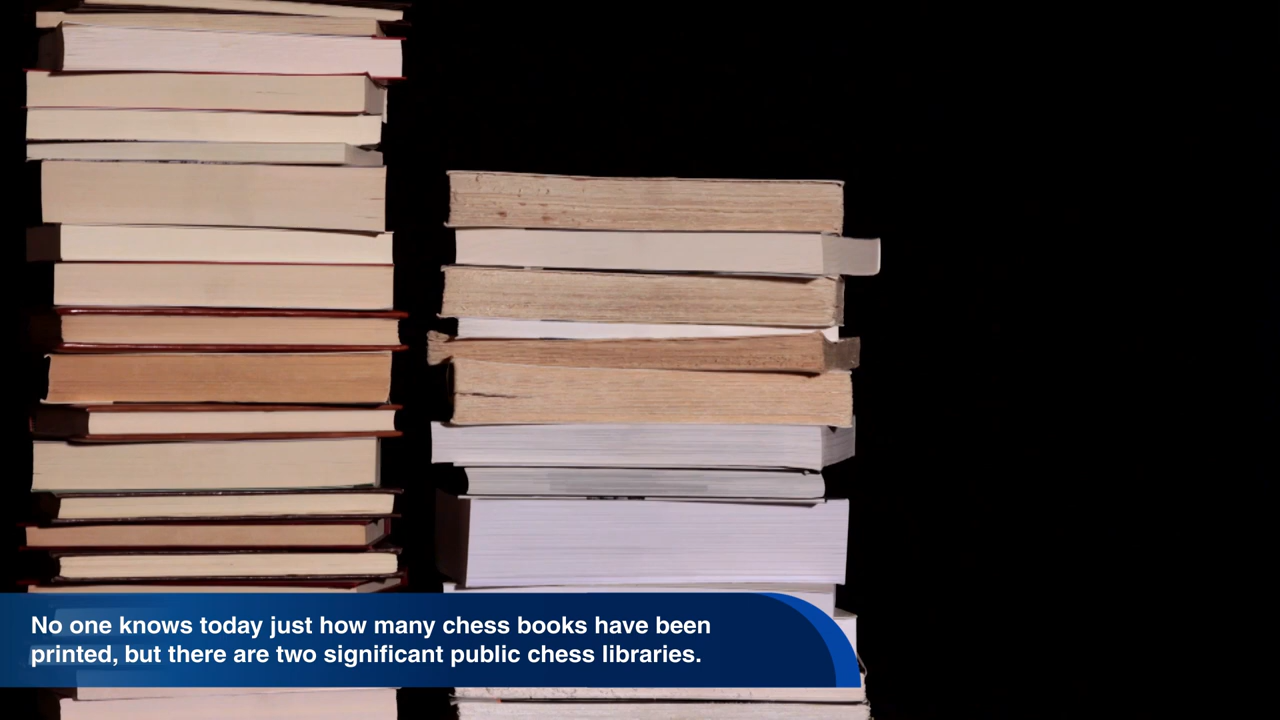 No one knows today just how many chess books have been
printed, but there are two significant public chess libraries.